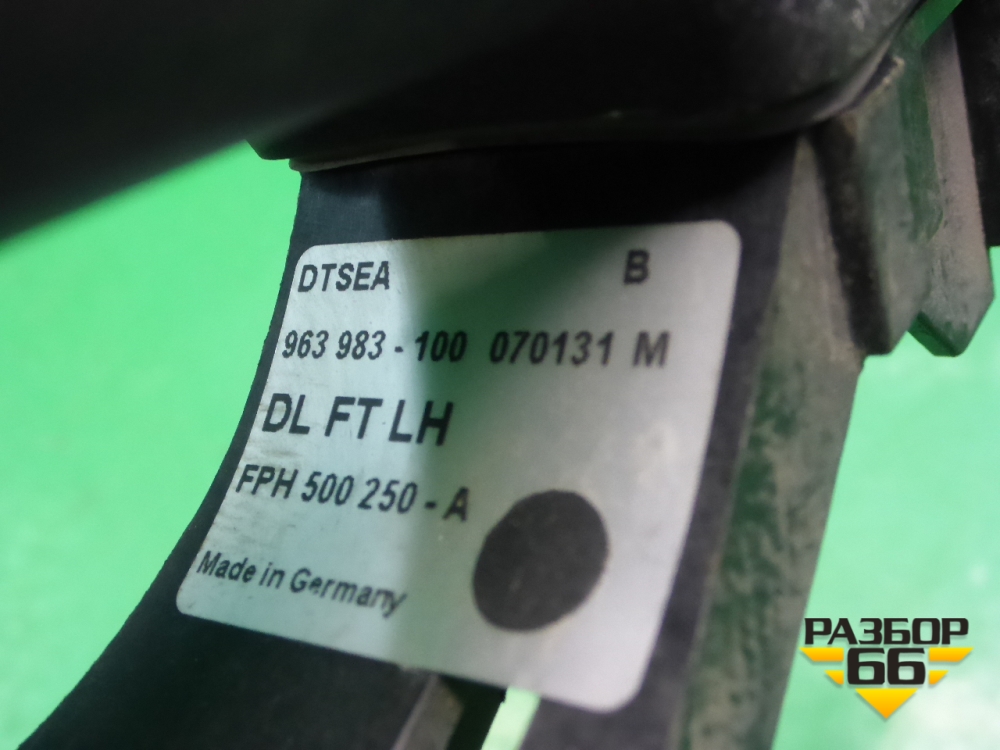 DTSEA B
963 983 - 100 070131 M
DL FT LH
FPH 500 250 - A
Made in Germany
РАЗБОР
66